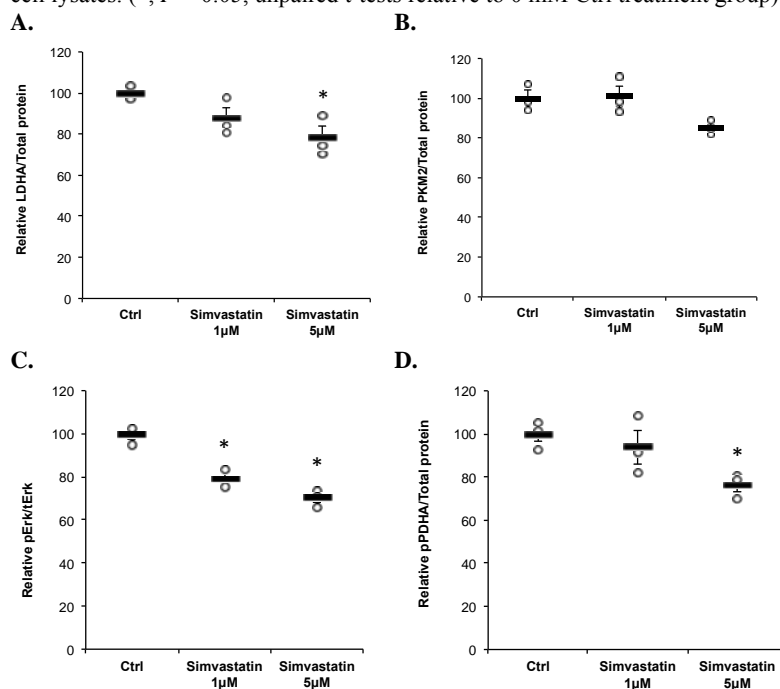 cell lysates. (*, P 0.05; unpaired t-tests relative to 0 mM Ctrl treatment group)
A.
Relative LDHA/Total protein
120
100
80
60
40
20
0
*
Ctrl
Simvastatin 1µM
Simvastatin 5µM
B.
Relative PKM2/Total protein
120
100
80
60
40
20
0
Ctrl
Simvastatin 1µM
Simvastatin 5µM
C.
Relative pErk/tErk
120
100
80
60
40
20
0
*
*
Ctrl
Simvastatin 1µM
Simvastatin 5µM
D.
Relative pPDHA/Total protein
120
100
80
60
40
20
0
*
Ctrl
Simvastatin 1µM
Simvastatin 5µM